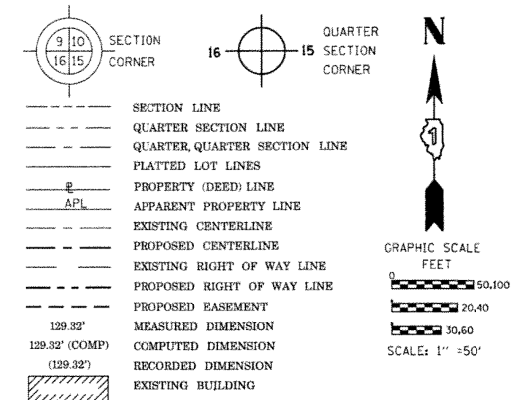 9 10
16 15
SECTION
CORNER
16
15
QUARTER
SECTION
CORNER
N
1
SECTION LINE
QUARTER SECTION LINE
QUARTER, QUARTER SECTION LINE
PLATTED LOT LINES
PROPERTY (DEED) LINE
APL APPARENT PROPERTY LINE
EXISTING CENTERLINE
PROPOSED CENTERLINE
EXISTING RIGHT OF WAY LINE
PROPOSED RIGHT OF WAY LINE
PROPOSED EASEMENT
129.32' MEASURED DIMENSION
129.32' (COMP) COMPUTED DIMENSION
(129.32') RECORDED DIMENSION
EXISTING BUILDING
GRAPHIC SCALE
FEET
0
50,100
20,40
30,60
SCALE: 1" =50'